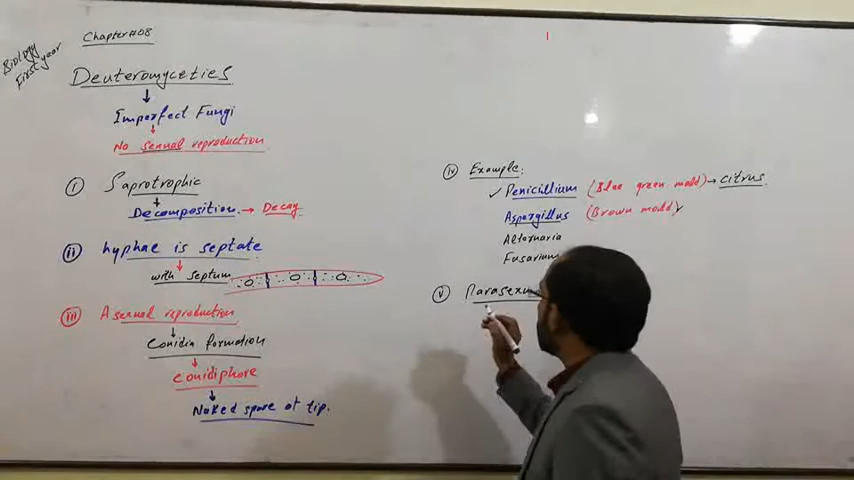 Biology
First year
Chapter#08
Deuteromyceties
Imperfect Fungi
No sexual reproduction
(i) Saprotrophic
Decomposition → Decay
(ii) hyphae is septate
with septum
(iii) Asexual reproduction
Conidia formation
Conidiphore
Naked spore at tip.
(iv) Example:
✓ Penicillium (Blue green mold) → citrus
Aspergillus (Brown mold)
Alternaria
Fusarium
(v) Parasexu